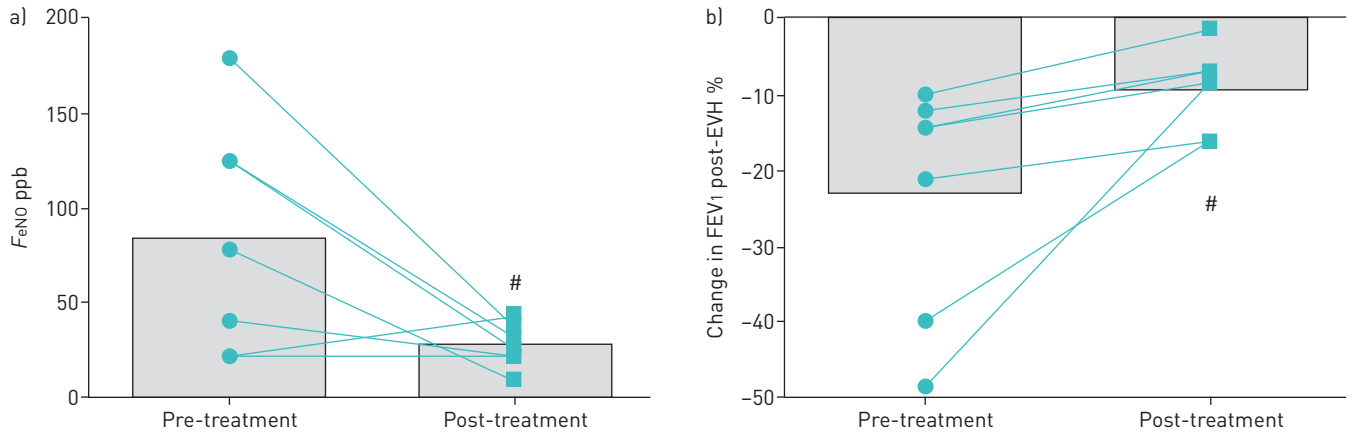 a)
200
150
100
50
0
FeNO ppb
#
Pre-treatment
Post-treatment
b)
0
–10
–20
–30
–40
–50
Change in FEV1 post-EVH %
#
Pre-treatment
Post-treatment